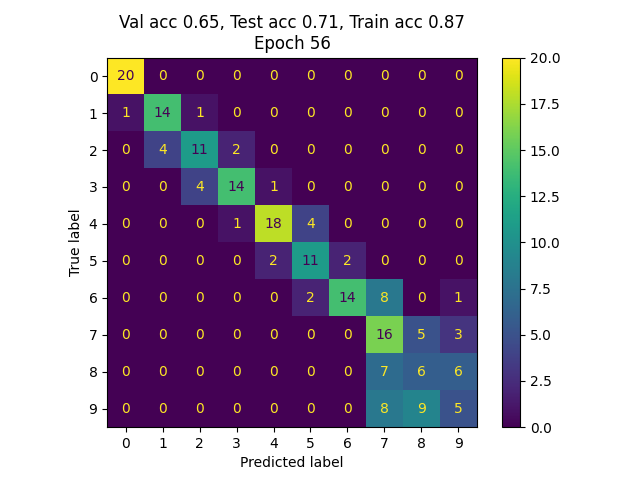 Val acc 0.65, Test acc 0.71, Train acc 0.87
Epoch 56
0 20 0 0 0 0 0 0 0 0 0
1 1 14 1 0 0 0 0 0 0 0
2 0 4 11 2 0 0 0 0 0 0
3 0 0 4 14 1 0 0 0 0 0
4 0 0 0 1 18 4 0 0 0 0
5 0 0 0 0 2 11 2 0 0 0
6 0 0 0 0 0 2 14 8 0 1
7 0 0 0 0 0 0 0 16 5 3
8 0 0 0 0 0 0 0 7 6 6
9 0 0 0 0 0 0 0 8 9 5
0 1 2 3 4 5 6 7 8 9
Predicted label
True label
20.0
17.5
15.0
12.5
10.0
7.5
5.0
2.5
0.0